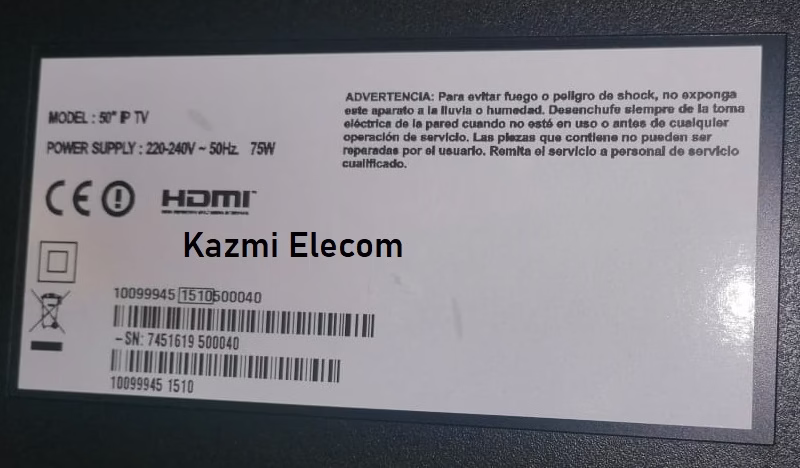 MODEL : 50" IP TV
POWER SUPPLY : 220-240V ~ 50Hz. 75W
ADVERTENCIA: Para evitar fuego o peligro de shock, no exponga
este aparato a la lluvia o humedad. Desenchufe siempre de la toma
eléctrica de la pared cuando no esté en uso o antes de cualquier
operación de servicio. Las piezas que contiene no pueden ser
reparadas por el usuario. Remita el servicio a personal de servicio
cualificado.
CE HDMI
Kazmi Elecom
10099945 1510500040
-SN: 7451619 500040
10099945 1510